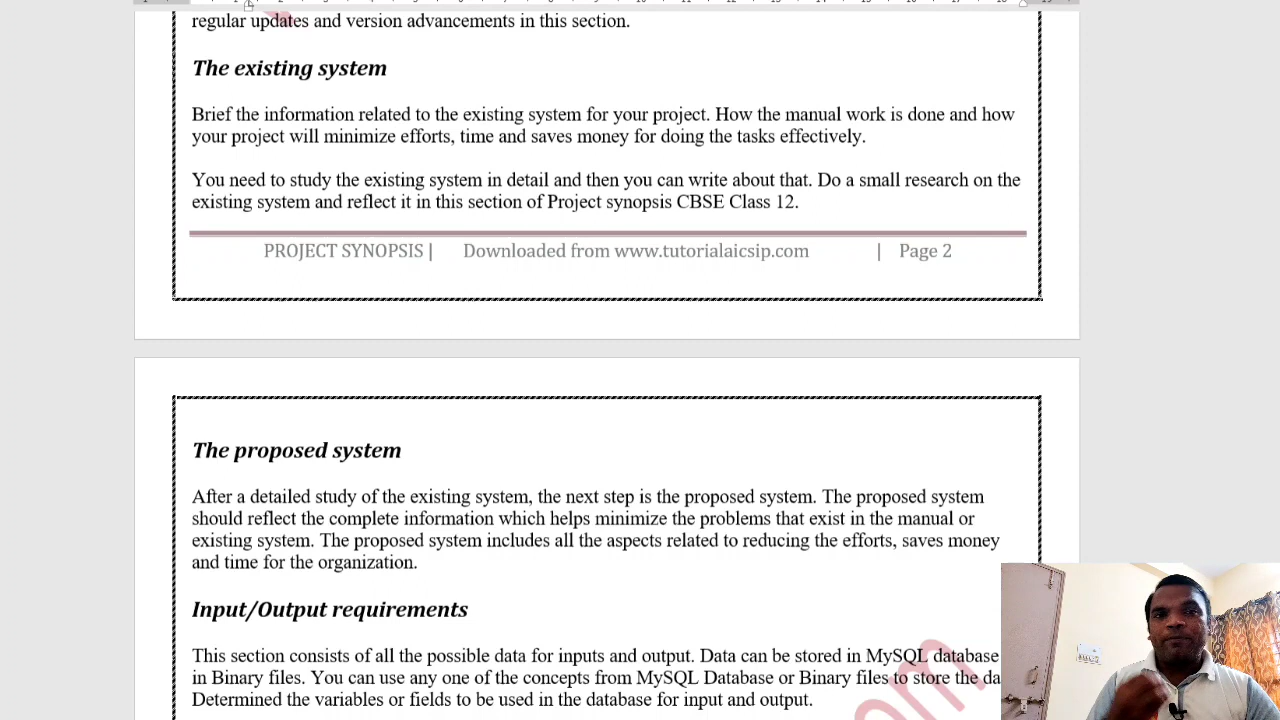 regular updates and version advancements in this section.
The existing system
Brief the information related to the existing system for your project. How the manual work is done and how
your project will minimize efforts, time and saves money for doing the tasks effectively.
You need to study the existing system in detail and then you can write about that. Do a small research on the
existing system and reflect it in this section of Project synopsis CBSE Class 12.
PROJECT SYNOPSIS | Downloaded from www.tutorialaicsip.com | Page 2
The proposed system
After a detailed study of the existing system, the next step is the proposed system. The proposed system
should reflect the complete information which helps minimize the problems that exist in the manual or
existing system. The proposed system includes all the aspects related to reducing the efforts, saves money
and time for the organization.
Input/Output requirements
This section consists of all the possible data for inputs and output. Data can be stored in MySQL database
in Binary files. You can use any one of the concepts from MySQL Database or Binary files to store the da
Determined the variables or fields to be used in the database for input and output.
om